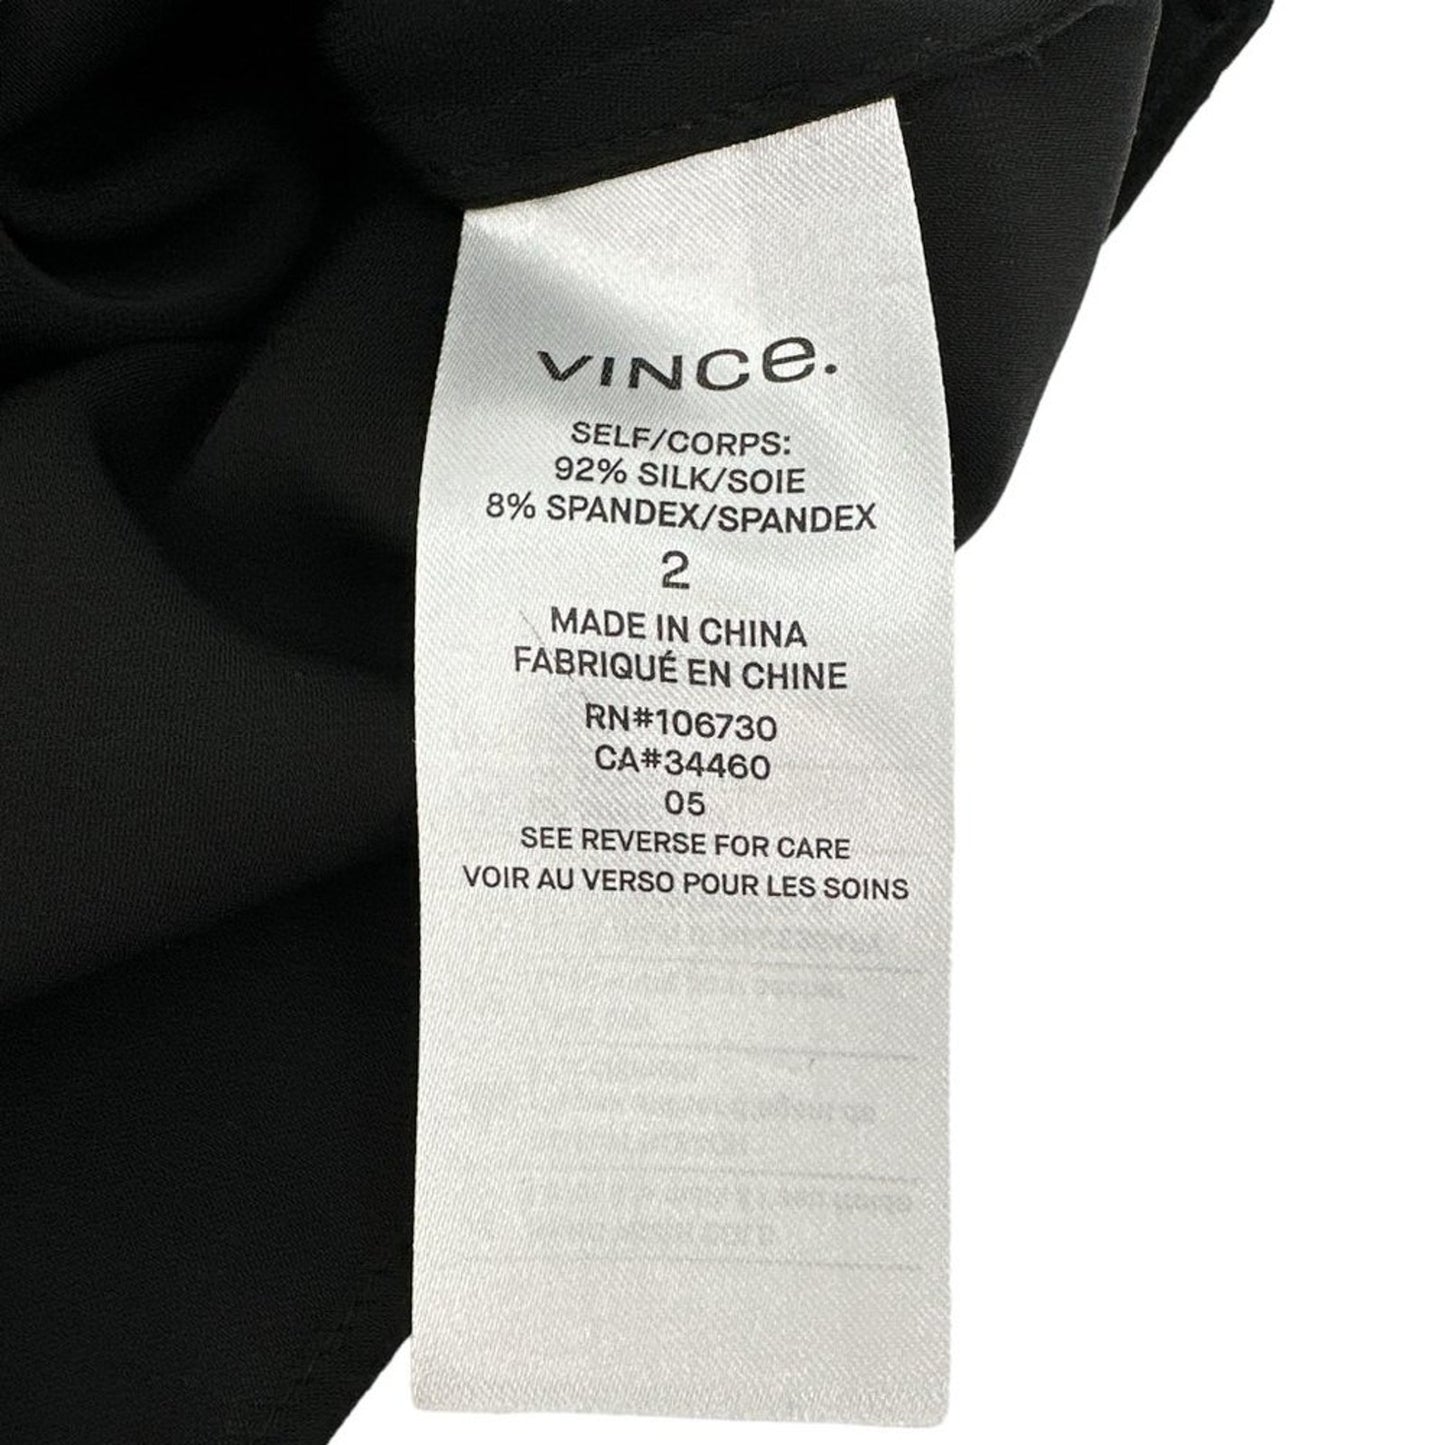 VINCe.
SELF/CORPS:
92% SILK/SOIE
8% SPANDEX/SPANDEX
2
MADE IN CHINA
FABRIQUÉ EN CHINE
RN#106730
CA#34460
05
SEE REVERSE FOR CARE
VOIR AU VERSO POUR LES SOINS